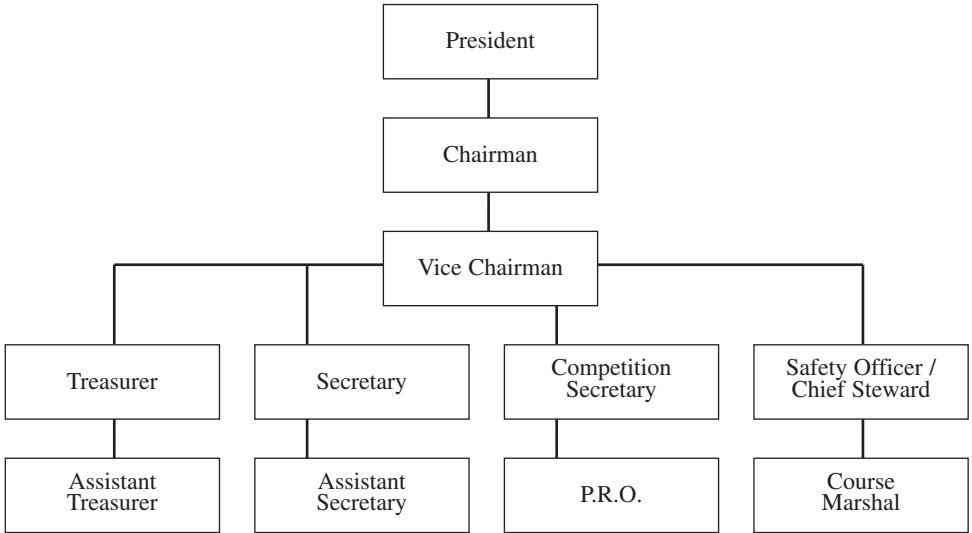 President
Chairman
Vice Chairman
Treasurer
Secretary
Competition
Secretary
Safety Officer /
Chief Steward
Assistant
Treasurer
Assistant
Secretary
P.R.O.
Course
Marshal